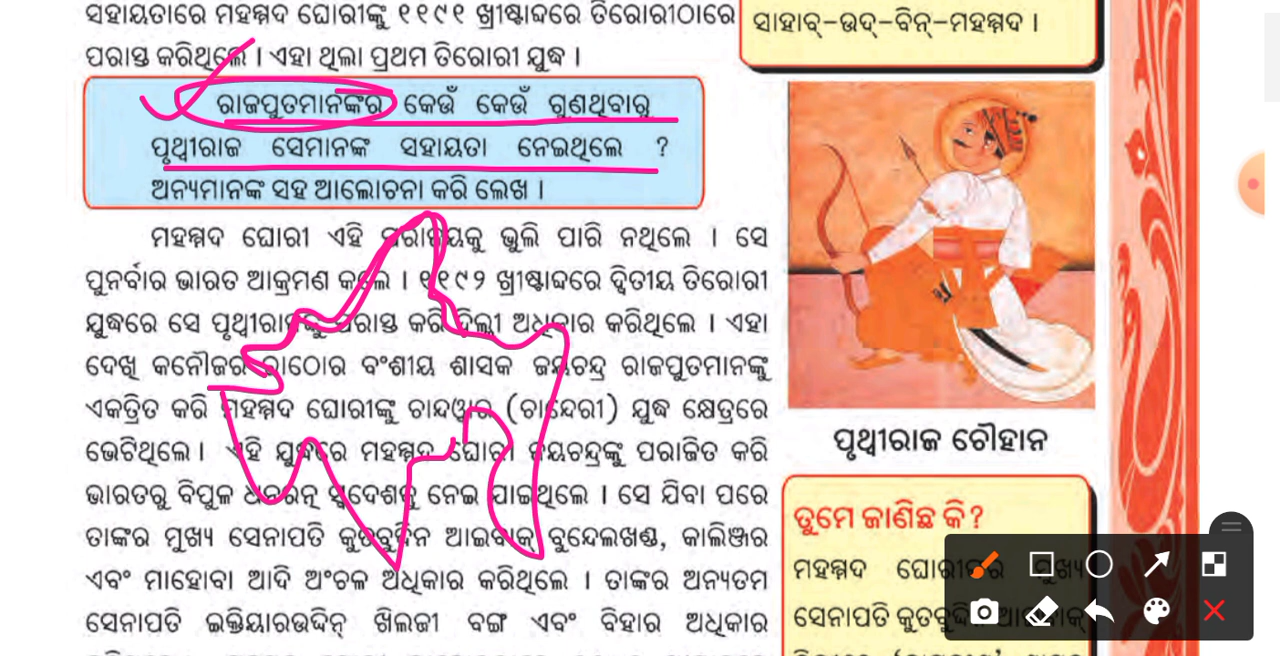 ସହାୟତାରେ ମହମ୍ମଦ ଘୋରୀଙ୍କୁ ୧୧୯୧ ଖ୍ରୀଷ୍ଟାବ୍ଦରେ ତିରୋରୀଠାରେ
ପରାସ୍ତ କରିଥିଲେ । ଏହା ଥିଲା ପ୍ରଥମ ତିରୋରୀ ଯୁଦ୍ଧ ।
ରାଜପୁତମାନଙ୍କର କେଉଁ କେଉଁ ଗୁଣଥିବାରୁ
ପୃଥ୍ୱୀରାଜ ସେମାନଙ୍କ ସହାୟତା ନେଇଥିଲେ ?
ଅନ୍ୟମାନଙ୍କ ସହ ଆଲୋଚନା କରି ଲେଖ ।
ମହମ୍ମଦ ଘୋରୀ ଏହି ପରାଜୟକୁ ଭୁଲି ପାରି ନଥିଲେ । ସେ
ପୁନର୍ବାର ଭାରତ ଆକ୍ରମଣ କଲେ । ୧୧୯୨ ଖ୍ରୀଷ୍ଟାବ୍ଦରେ ଦ୍ୱିତୀୟ ତିରୋରୀ
ଯୁଦ୍ଧରେ ସେ ପୃଥ୍ୱୀରାଜଙ୍କୁ ପରାସ୍ତ କରି ଦିଲ୍ଲୀ ଅଧିକାର କରିଥିଲେ । ଏହା
ଦେଖି କନୌଜର ରାଠୋର ବଂଶୀୟ ଶାସକ ଜୟଚନ୍ଦ୍ର ରାଜପୁତମାନଙ୍କୁ
ଏକତ୍ରିତ କରି ମହମ୍ମଦ ଘୋରୀଙ୍କୁ ଚାନ୍ଦୱାର (ଚାନ୍ଦେରୀ) ଯୁଦ୍ଧ କ୍ଷେତ୍ରରେ
ଭେଟିଥିଲେ । ଏହି ଯୁଦ୍ଧରେ ମହମ୍ମଦ ଘୋରୀ ଜୟଚନ୍ଦ୍ରଙ୍କୁ ପରାଜିତ କରି
ଭାରତରୁ ବିପୁଳ ଧନରତ୍ନ ସ୍ୱଦେଶକୁ ନେଇ ଯାଇଥିଲେ । ସେ ଯିବା ପରେ
ତାଙ୍କର ମୁଖ୍ୟ ସେନାପତି କୁତବୁଦ୍ଦିନ ଆଇବାକ୍ ବୁନ୍ଦେଲଖଣ୍ଡ, କାଲିଞ୍ଜର
ଏବଂ ମାହୋବା ଆଦି ଅଂଚଳ ଅଧିକାର କରିଥିଲେ । ତାଙ୍କର ଅନ୍ୟତମ
ସେନାପତି ଇକ୍ତିୟାରଉଦ୍ଦିନ୍ ଖିଲଜୀ ବଙ୍ଗ ଏବଂ ବିହାର ଅଧିକାର
ସାହାବ୍-ଉଦ୍-ବିନ୍-ମହମ୍ମଦ ।
ପୃଥ୍ୱୀରାଜ ଚୌହାନ
ତୁମେ ଜାଣିଛ କି ?
ମହମ୍ମଦ ଘୋରୀଙ୍କର ମୁଖ୍ୟ
ସେନାପତି କୁତବୁଦ୍ଦିନ ଆଇବାକ୍